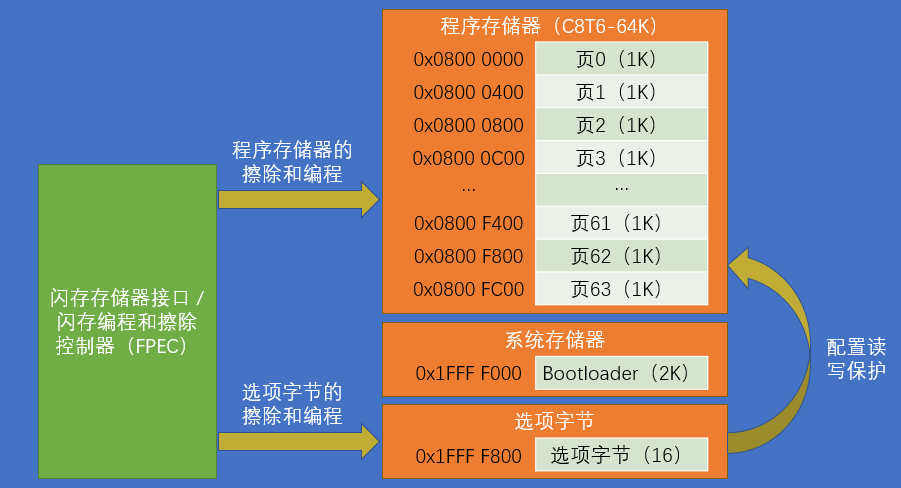 程序存储器（C8T6-64K）
0x0800 0000 页0（1K）
0x0800 0400 页1（1K）
0x0800 0800 页2（1K）
0x0800 0C00 页3（1K）
... ...
0x0800 F400 页61（1K）
0x0800 F800 页62（1K）
0x0800 FC00 页63（1K）
程序存储器的
擦除和编程
闪存存储器接口 /
闪存编程和擦除
控制器（FPEC）
系统存储器
0x1FFF F000 Bootloader（2K）
配置读
写保护
选项字节的
擦除和编程
选项字节
0x1FFF F800 选项字节（16）